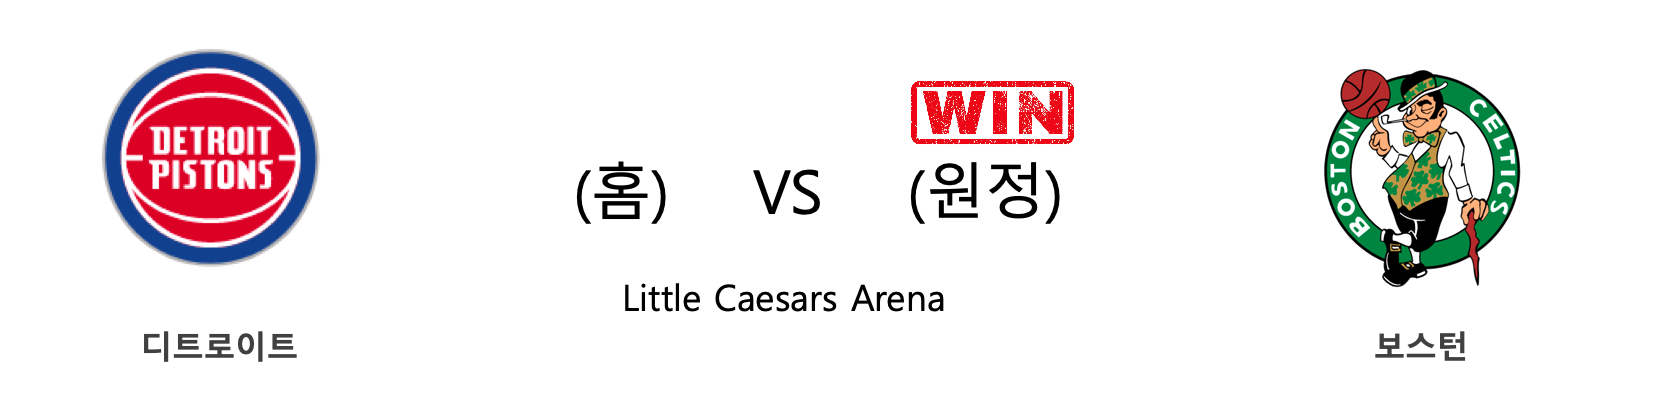 DETROIT
PISTONS
WIN
(홈) VS (원정)
Little Caesars Arena
BOSTON CELTICS
디트로이트
보스턴